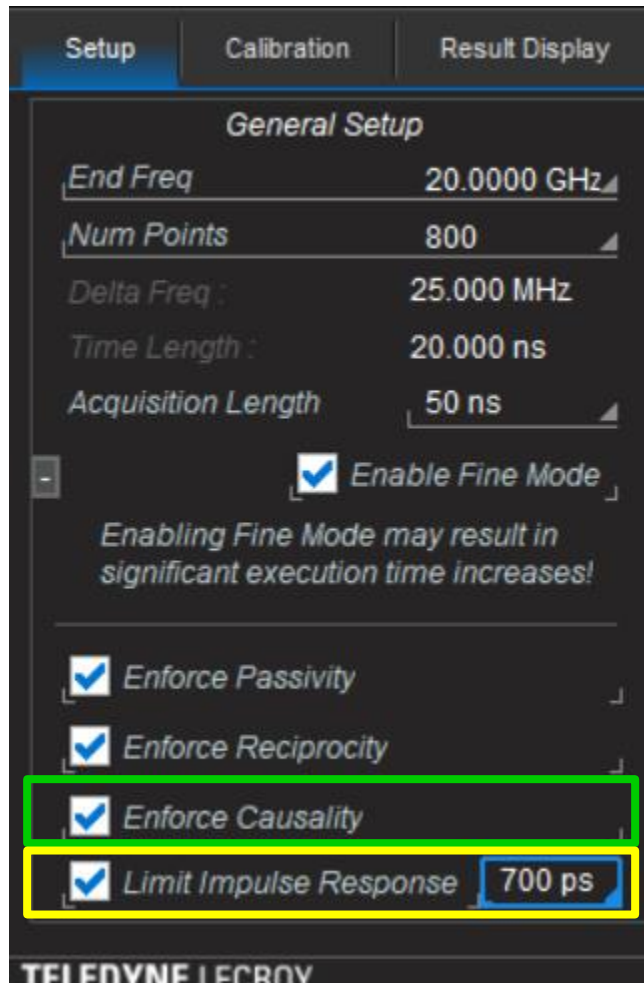 Setup Calibration Result Display
General Setup
End Freq 20.0000 GHz
Num Points 800
Delta Freq : 25.000 MHz
Time Length : 20.000 ns
Acquisition Length 50 ns
- Enable Fine Mode
Enabling Fine Mode may result in
significant execution time increases!
Enforce Passivity
Enforce Reciprocity
Enforce Causality
Limit Impulse Response 700 ps
TELEDYNE LECROY